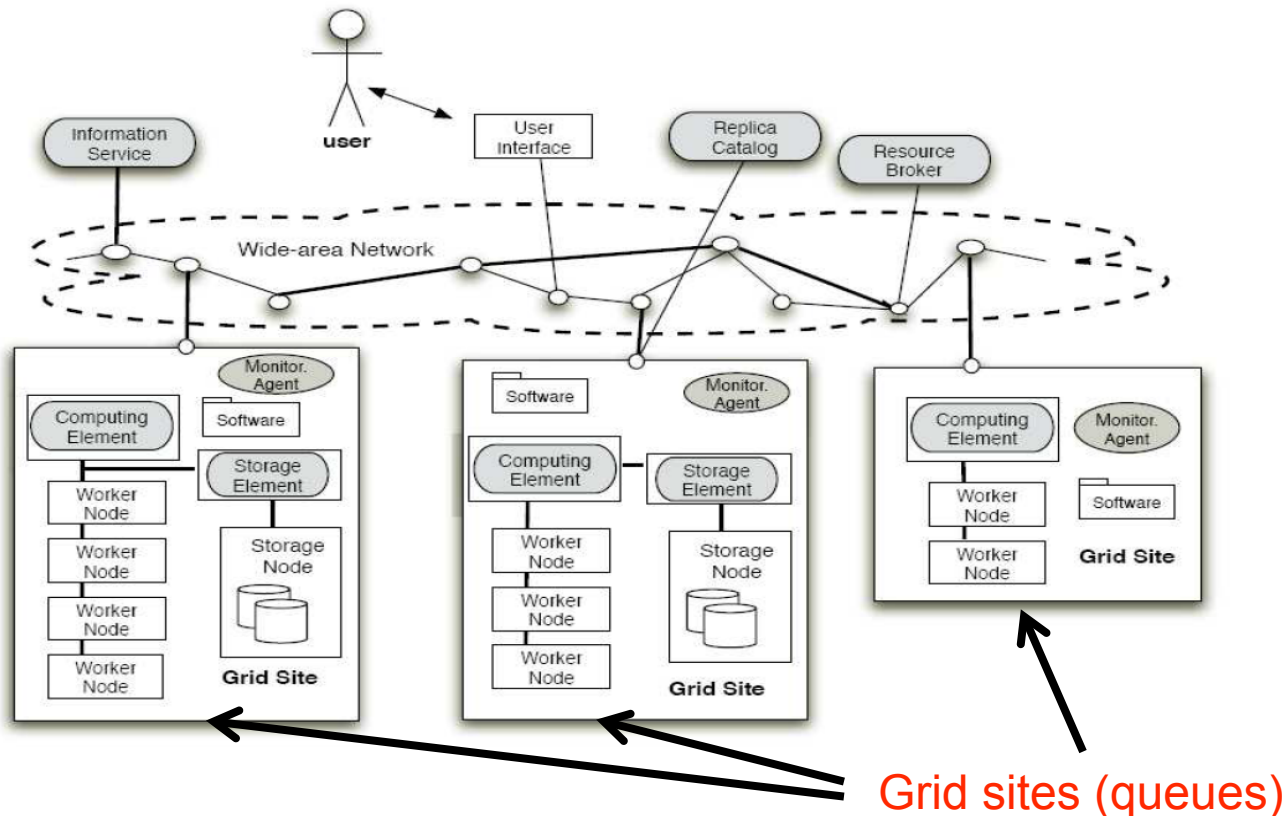 user
Information
Service
User
Interface
Replica
Catalog
Resource
Broker
Wide-area Network
Monitor.
Agent
Computing
Element
Software
Storage
Element
Worker
Node
Worker
Node
Worker
Node
Worker
Node
Storage
Node
Grid Site
Software
Monitor.
Agent
Computing
Element
Storage
Element
Worker
Node
Worker
Node
Worker
Node
Storage
Node
Grid Site
Computing
Element
Monitor.
Agent
Worker
Node
Software
Worker
Node
Grid Site
Grid sites (queues)